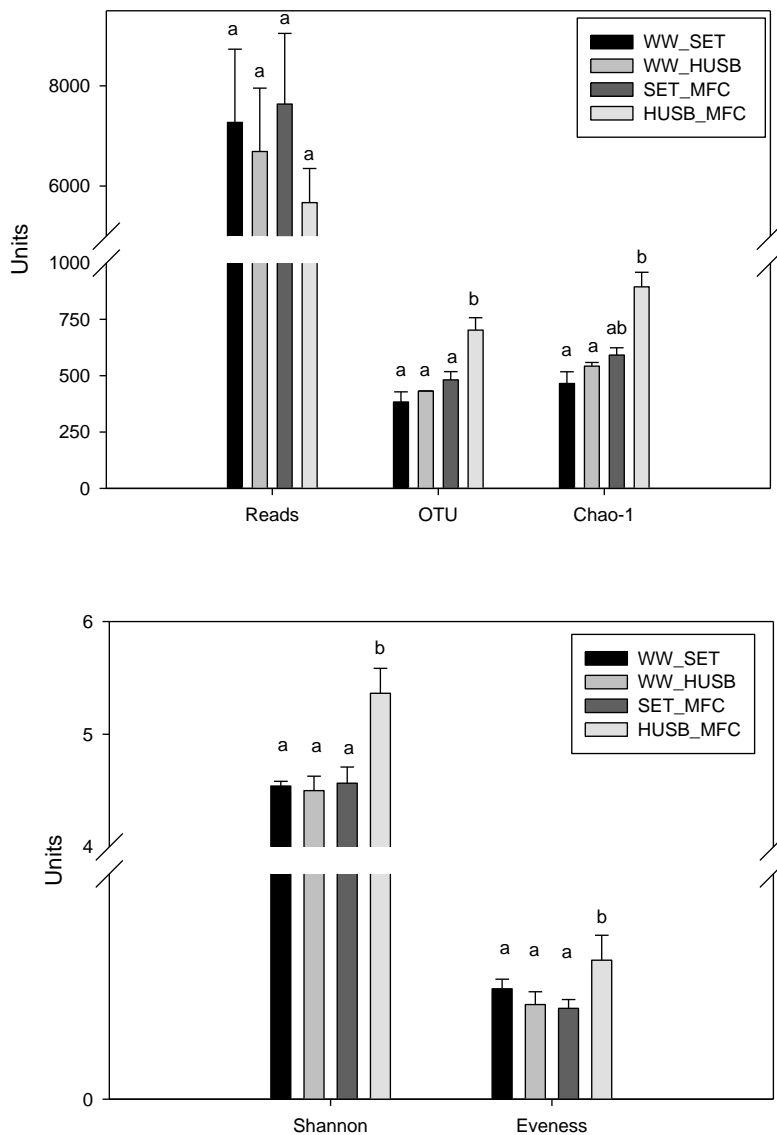 a
a
a
a
8000
6000
WW_SET
WW_HUSB
SET_MFC
HUSB_MFC
Units
1000
750
500
250
0
a
a
a
b
a
a
ab
b
Reads
OTU
Chao-1
6
5
4
0
Units
WW_SET
WW_HUSB
SET_MFC
HUSB_MFC
a
a
a
b
a
a
a
b
Shannon
Eveness